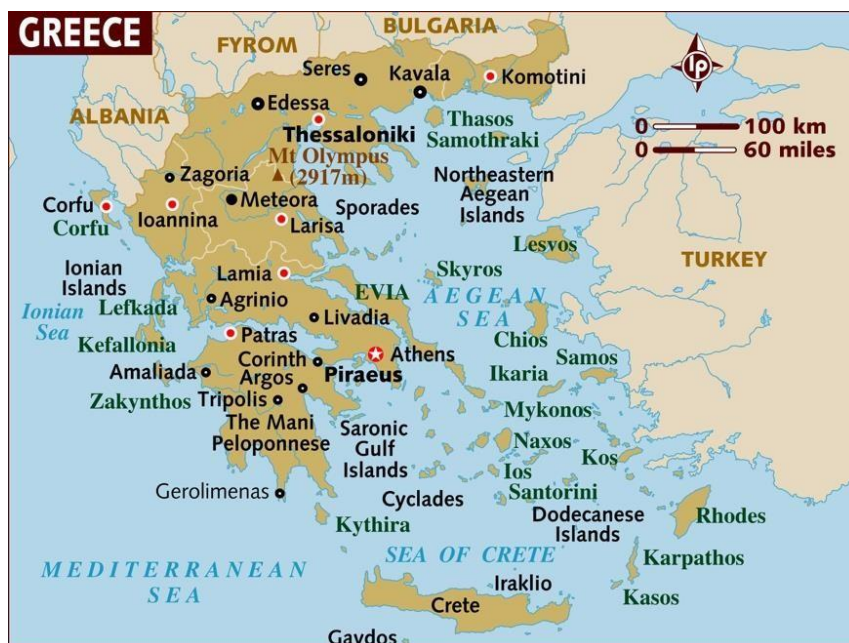 GREECE
BULGARIA
FYROM
Seres
Kavala
Komotini
Edessa
ALBANIA
Thasos
Samothraki
Thessaloniki
lp
0 100 km
0 60 miles
Mt Olympus
(2917m)
Zagoria
Meteora
Northeastern
Aegean
Islands
Corfu
Corfu
Ioannina
Larisa
Sporades
Lesvos
TURKEY
Ionian
Islands
Lamia
Skyros
Ionian
Sea
Lefkada
Agrinio
EVIA
AEGEAN
SEA
Livadia
Kefallonia
Patras
Chios
Corinth
Athens
Samos
Amaliada
Piraeus
Ikaria
Argos
Zakynthos
Tripolis
Mykonos
The Mani
Peloponnese
Saronic
Gulf
Islands
Naxos
Kos
Ios
Gerolimenas
Cyclades
Santorini
Kythira
Dodecanese
Islands
Rhodes
MEDITERRANEAN
SEA
SEA OF CRETE
Karpathos
Iraklio
Kasos
Crete
Gavdos